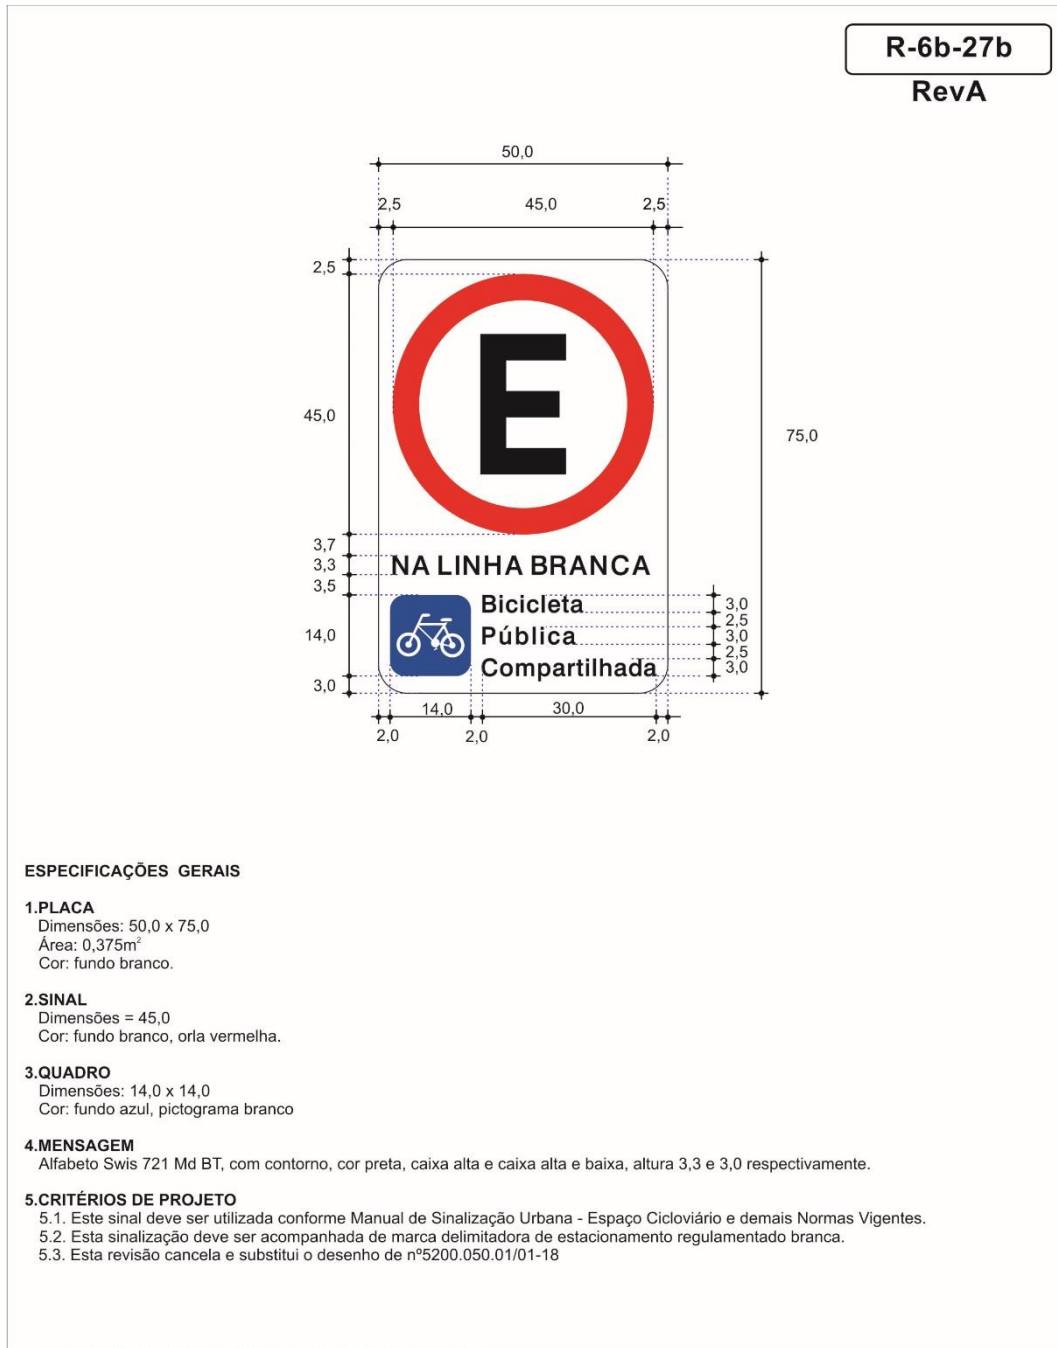 R-6b-27b
RevA
50,0
2,5 45,0 2,5
2,5
45,0
75,0
E
3,7
3,3
3,5
14,0
3,0
NA LINHA BRANCA
Bicicleta
Pública
Compartilhada
3,0
2,5
3,0
2,5
3,0
14,0 30,0
2,0 2,0 2,0
ESPECIFICAÇÕES GERAIS
1.PLACA
Dimensões: 50,0 x 75,0
Área: 0,375m²
Cor: fundo branco.
2.SINAL
Dimensões = 45,0
Cor: fundo branco, orla vermelha.
3.QUADRO
Dimensões: 14,0 x 14,0
Cor: fundo azul, pictograma branco
4.MENSAGEM
Alfabeto Swis 721 Md BT, com contorno, cor preta, caixa alta e caixa alta e baixa, altura 3,3 e 3,0 respectivamente.
5.CRITÉRIOS DE PROJETO
5.1. Este sinal deve ser utilizada conforme Manual de Sinalização Urbana - Espaço Cicloviário e demais Normas Vigentes.
5.2. Esta sinalização deve ser acompanhada de marca delimitadora de estacionamento regulamentado branca.
5.3. Esta revisão cancela e substitui o desenho de nº5200.050.01/01-18